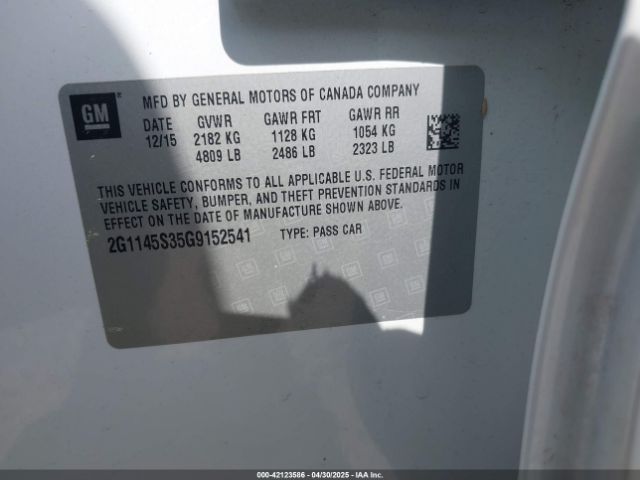 GM ®
MFD BY GENERAL MOTORS OF CANADA COMPANY
DATE GVWR GAWR FRT GAWR RR
12/15 2182 KG 1128 KG 1054 KG
4809 LB 2486 LB 2323 LB
THIS VEHICLE CONFORMS TO ALL APPLICABLE U.S. FEDERAL MOTOR
VEHICLE SAFETY, BUMPER, AND THEFT PREVENTION STANDARDS IN
EFFECT ON THE DATE OF MANUFACTURE SHOWN ABOVE.
2G1145S35G9152541 TYPE: PASS CAR
000-42123586 - 04/30/2025 - IAAI, Inc.